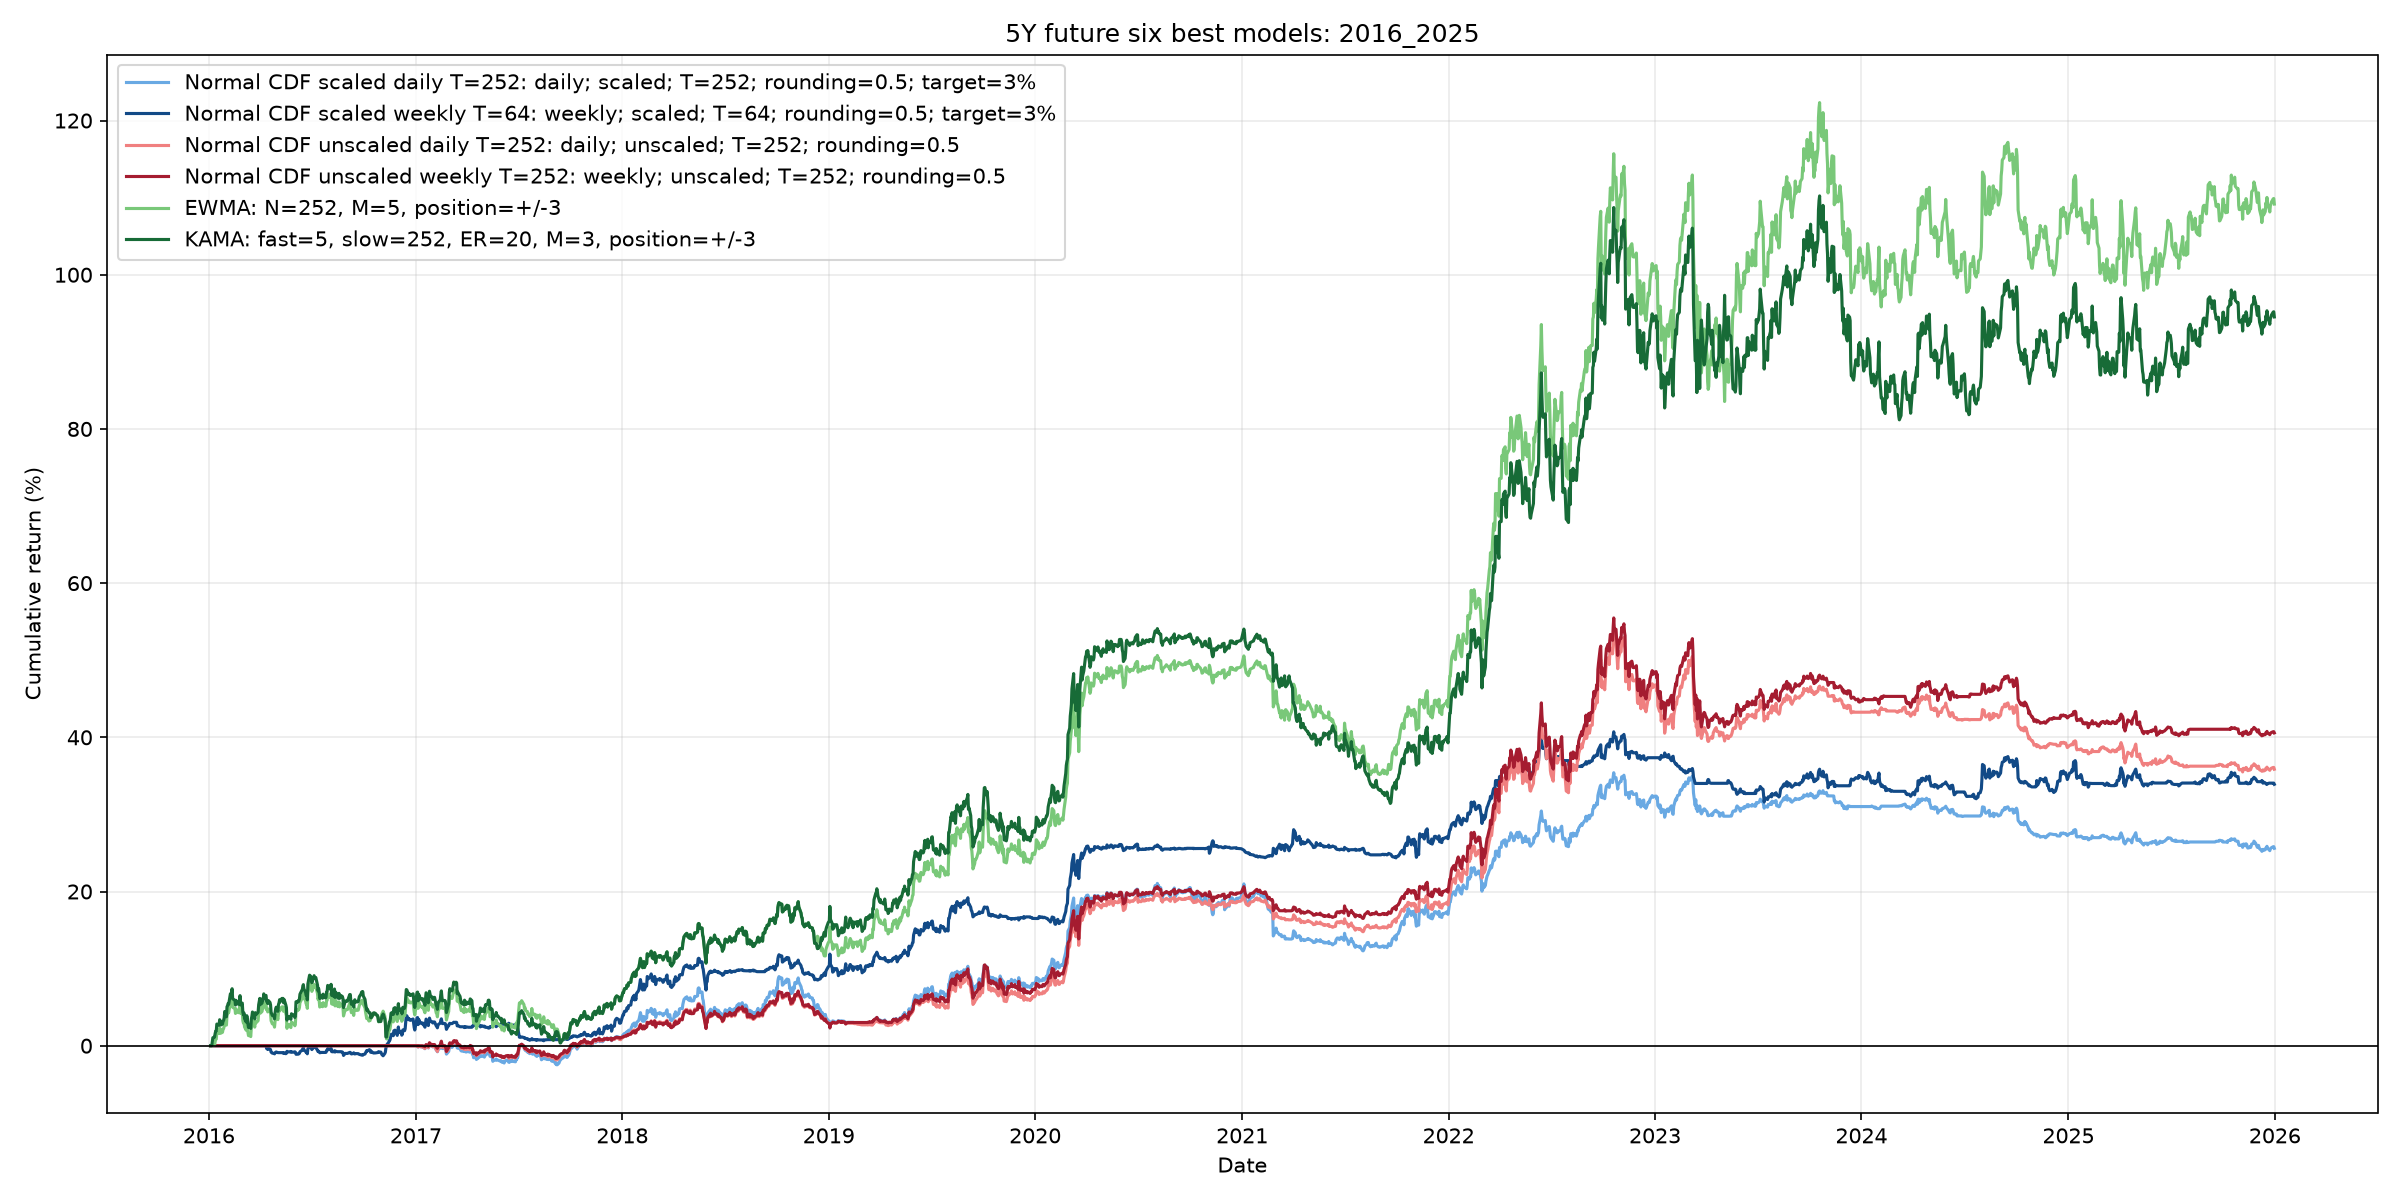 5Y future six best models: 2016_2025
Normal CDF scaled daily T=252: daily; scaled; T=252; rounding=0.5; target=3%
Normal CDF scaled weekly T=64: weekly; scaled; T=64; rounding=0.5; target=3%
Normal CDF unscaled daily T=252: daily; unscaled; T=252; rounding=0.5
Normal CDF unscaled weekly T=252: weekly; unscaled; T=252; rounding=0.5
EWMA: N=252, M=5, position=+/-3
KAMA: fast=5, slow=252, ER=20, M=3, position=+/-3
Cumulative return (%)
120
100
80
60
40
20
0
2016 2017 2018 2019 2020 2021 2022 2023 2024 2025 2026
Date